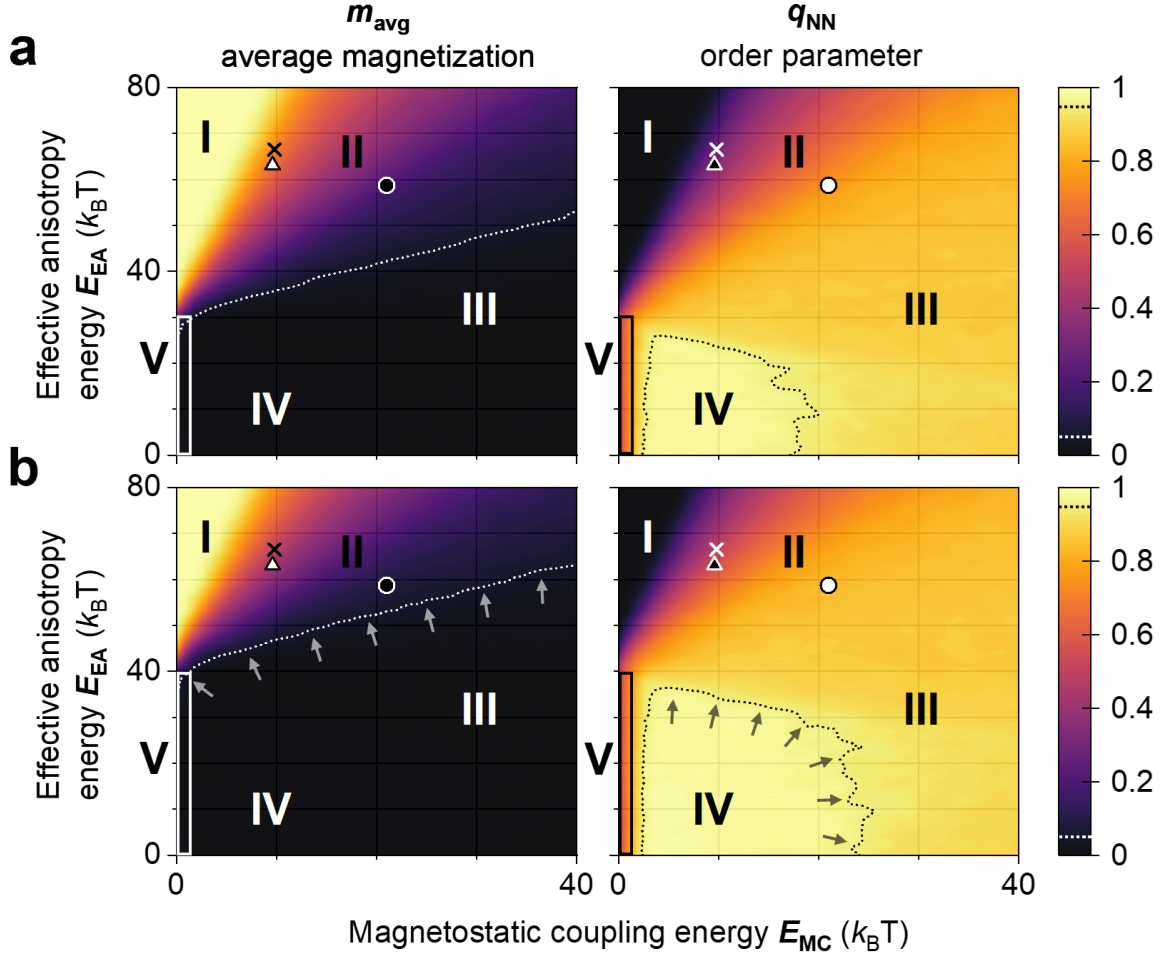 m_avg
average magnetization
q_NN
order parameter
a
Effective anisotropy
energy E_EA (k_BT)
80
40
0
I
II
III
IV
V
I
II
III
IV
V
1
0.8
0.6
0.4
0.2
0
b
Effective anisotropy
energy E_EA (k_BT)
80
40
0
I
II
III
IV
V
I
II
III
IV
V
1
0.8
0.6
0.4
0.2
0
0
40
0
40
Magnetostatic coupling energy E_MC (k_BT)